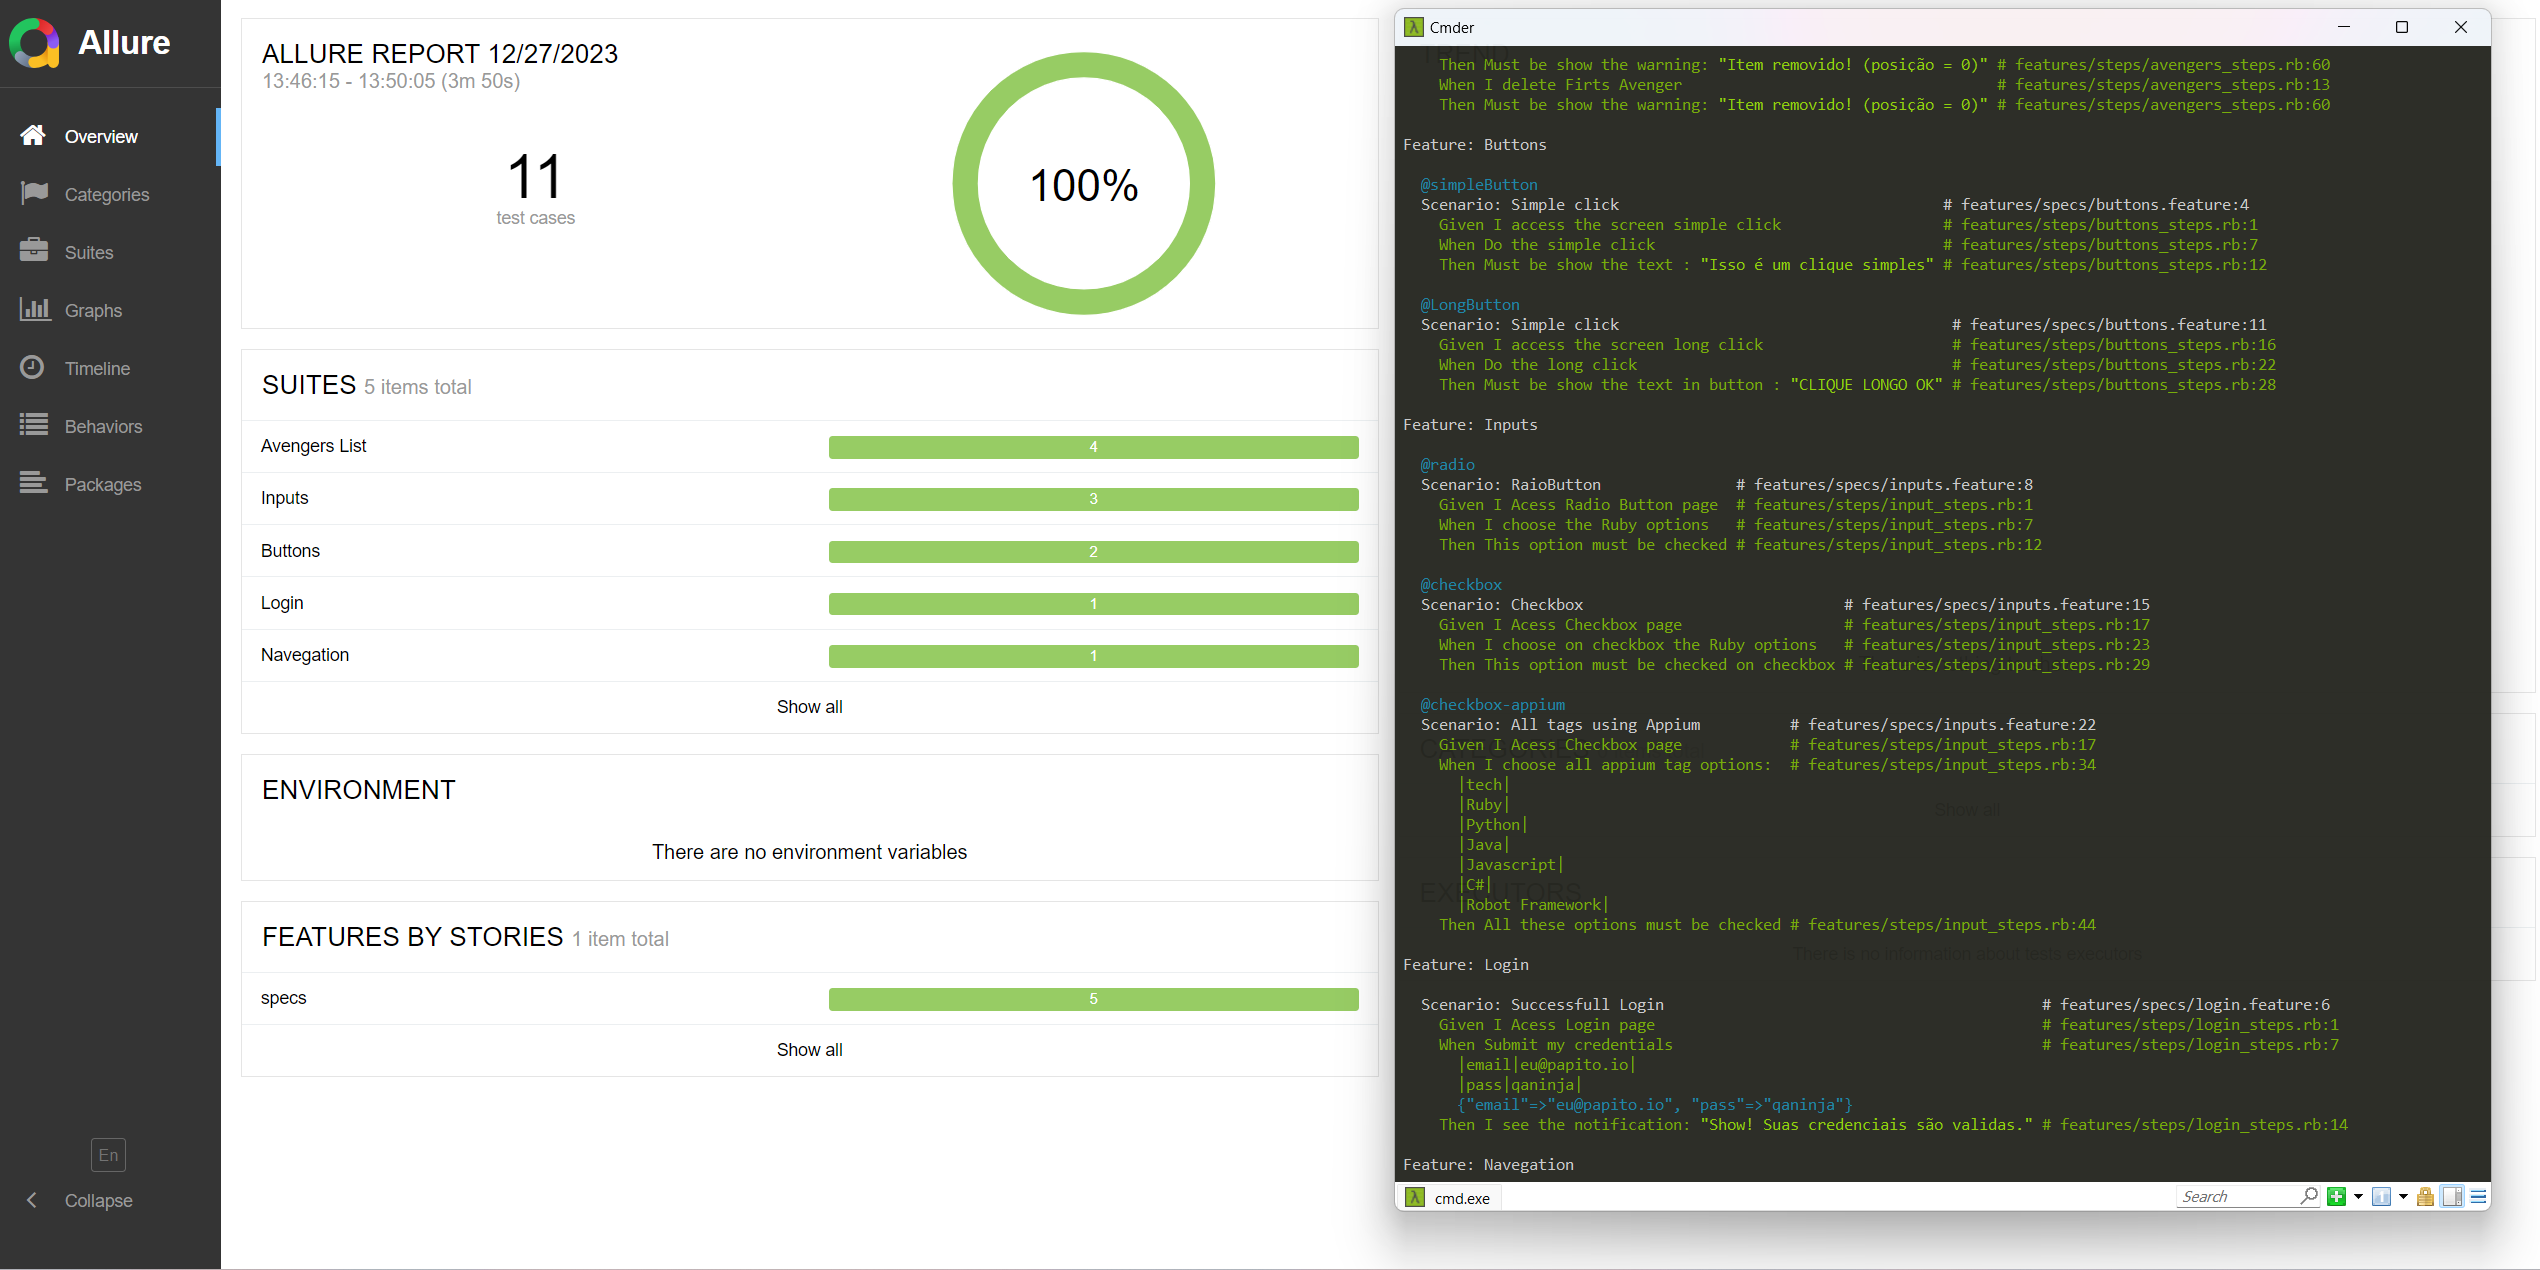 Allure
Overview
Categories
Suites
Graphs
Timeline
Behaviors
Packages
En
Collapse
ALLURE REPORT 12/27/2023
13:46:15 - 13:50:05 (3m 50s)
11
test cases
100%
SUITES 5 items total
Avengers List 4
Inputs 3
Buttons 2
Login 1
Navegation 1
Show all
ENVIRONMENT
There are no environment variables
FEATURES BY STORIES 1 item total
specs 5
Show all
Cmder
TREND
Then Must be show the warning: "Item removido! (posição = 0)" # features/steps/avengers_steps.rb:60
When I delete Firts Avenger # features/steps/avengers_steps.rb:13
Then Must be show the warning: "Item removido! (posição = 0)" # features/steps/avengers_steps.rb:60
Feature: Buttons
@simpleButton
Scenario: Simple click # features/specs/buttons.feature:4
Given I access the screen simple click # features/steps/buttons_steps.rb:1
When Do the simple click # features/steps/buttons_steps.rb:7
Then Must be show the text : "Isso é um clique simples" # features/steps/buttons_steps.rb:12
@LongButton
Scenario: Simple click # features/specs/buttons.feature:11
Given I access the screen long click # features/steps/buttons_steps.rb:16
When Do the long click # features/steps/buttons_steps.rb:22
Then Must be show the text in button : "CLIQUE LONGO OK" # features/steps/buttons_steps.rb:28
Feature: Inputs
@radio
Scenario: RaioButton # features/specs/inputs.feature:8
Given I Acess Radio Button page # features/steps/input_steps.rb:1
When I choose the Ruby options # features/steps/input_steps.rb:7
Then This option must be checked # features/steps/input_steps.rb:12
@checkbox
Scenario: Checkbox # features/specs/inputs.feature:15
Given I Acess Checkbox page # features/steps/input_steps.rb:17
When I choose on checkbox the Ruby options # features/steps/input_steps.rb:23
Then This option must be checked on checkbox # features/steps/input_steps.rb:29
@checkbox-appium
Scenario: All tags using Appium # features/specs/inputs.feature:22
Given I Acess Checkbox page # features/steps/input_steps.rb:17
When I choose all appium tag options: # features/steps/input_steps.rb:34
|tech|
|Ruby|
Show all
|Python|
|Java|
|Javascript|
|C#|
EXECUTORS
|Robot Framework|
Then All these options must be checked # features/steps/input_steps.rb:44
There is no information about tests executors
Feature: Login
Scenario: Successfull Login # features/specs/login.feature:6
Given I Acess Login page # features/steps/login_steps.rb:1
When Submit my credentials # features/steps/login_steps.rb:7
|email|eu@papito.io|
|pass|qaninja|
{"email"=>"eu@papito.io", "pass"=>"qaninja"}
Then I see the notification: "Show! Suas credenciais são validas." # features/steps/login_steps.rb:14
Feature: Navegation
cmd.exe
Search